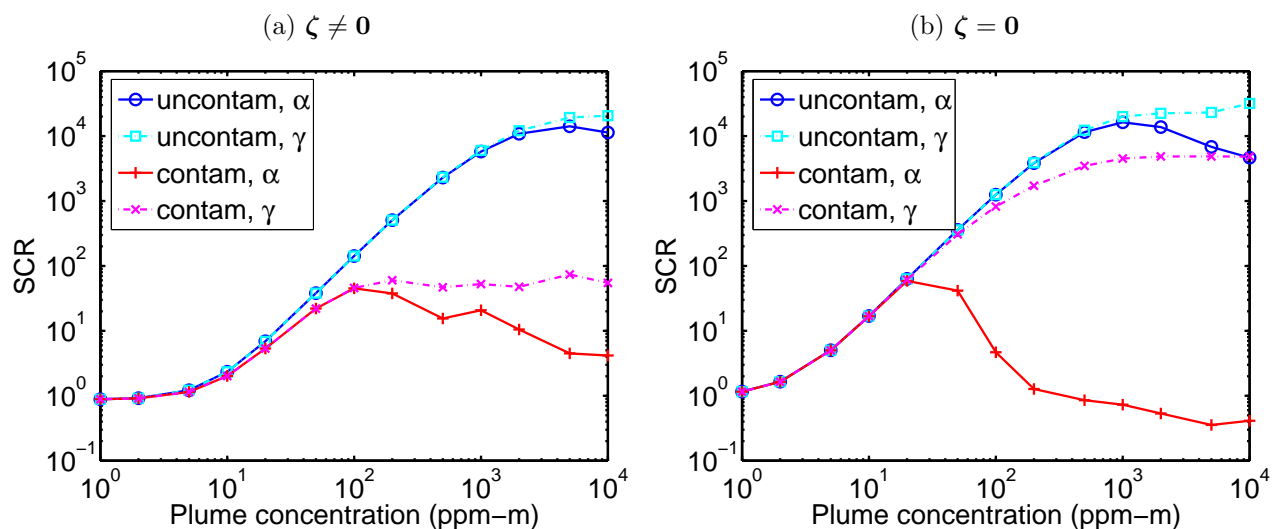 (a) ζ ≠ 0
10^5
10^4
10^3
10^2
10^1
10^0
10^−1
SCR
uncontam, α
uncontam, γ
contam, α
contam, γ
10^0 10^1 10^2 10^3 10^4
Plume concentration (ppm−m)
(b) ζ = 0
10^5
10^4
10^3
10^2
10^1
10^0
10^−1
SCR
uncontam, α
uncontam, γ
contam, α
contam, γ
10^0 10^1 10^2 10^3 10^4
Plume concentration (ppm−m)